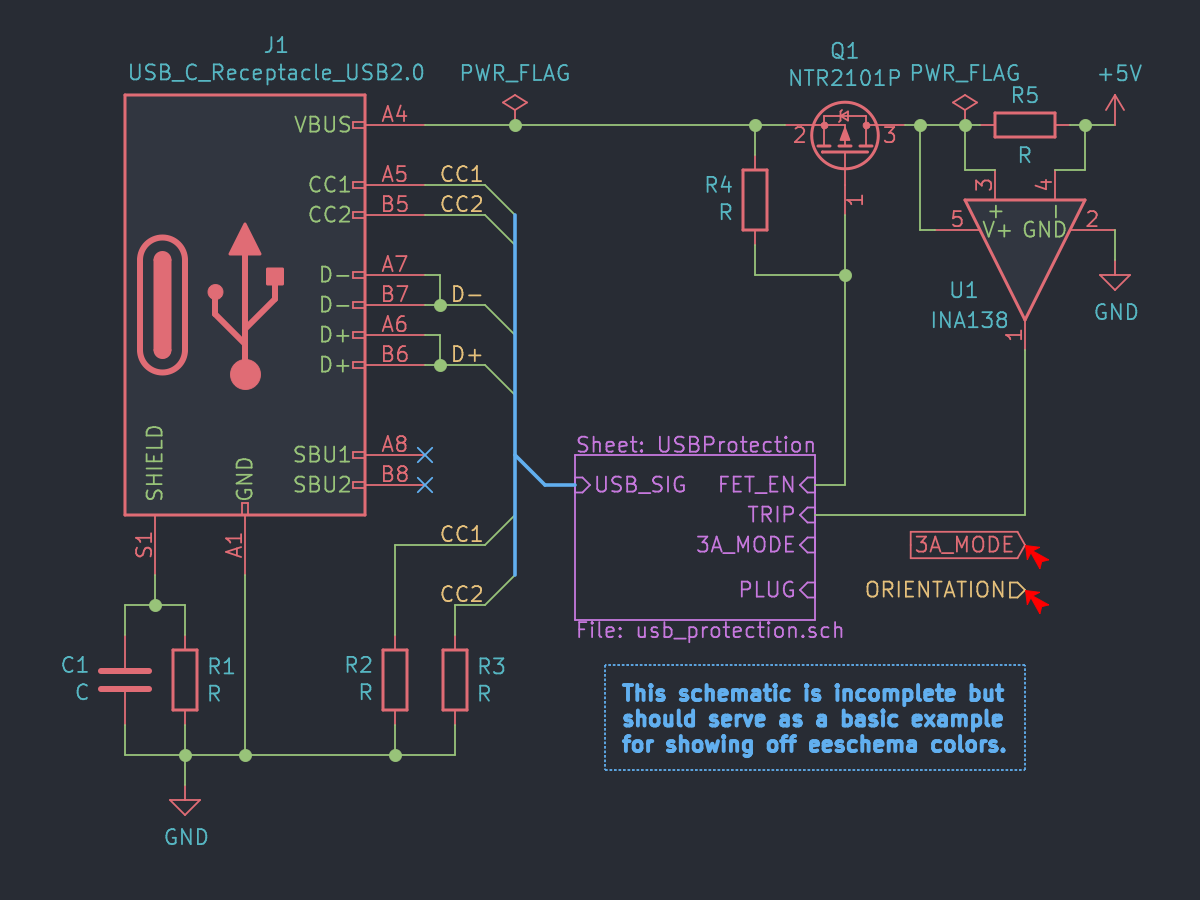 J1
USB_C_Receptacle_USB2.0
PWR_FLAG
Q1
NTR2101P
PWR_FLAG
+5V
R5
R
VBUS
A4
2
3
CC1
A5
CC1
CC2
B5
CC2
R4
R
1
3
4
5
+
-
V+
GND
2
D-
A7
D-
B7
D-
D+
A6
D+
B6
D+
U1
INA138
1
GND
SHIELD
GND
SBU1
A8
SBU2
B8
S1
A1
Sheet: USBProtection
USB_SIG
FET_EN
TRIP
3A_MODE
PLUG
File: usb_protection.sch
3A_MODE
ORIENTATION
CC1
CC2
C1
C
R1
R
R2
R
R3
R
GND
This schematic is incomplete but
should serve as a basic example
for showing off eeschema colors.